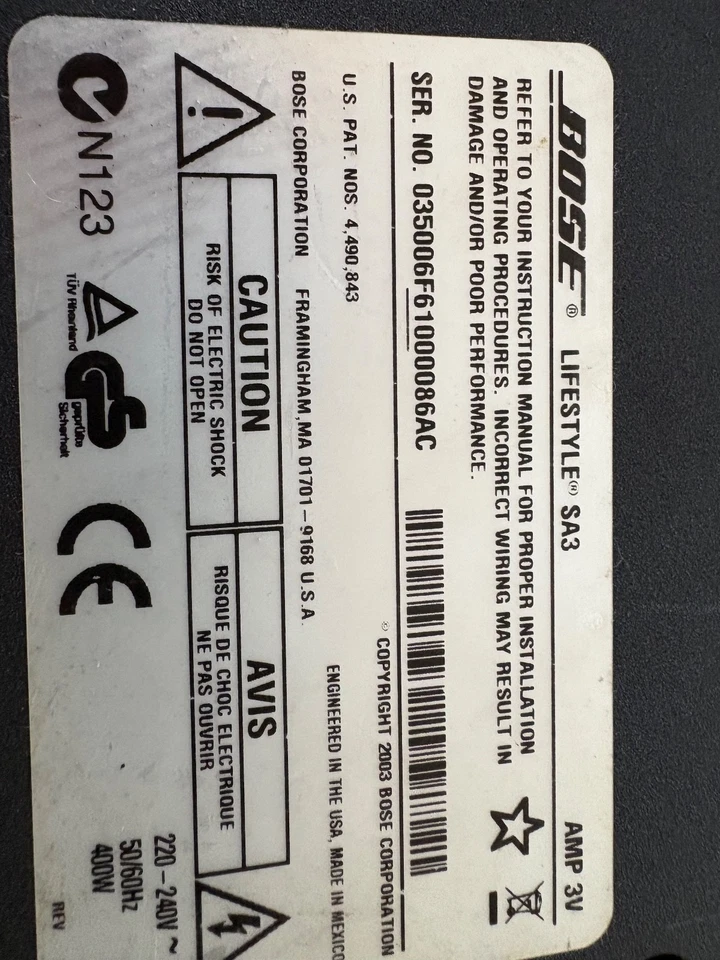 BOSE® LIFESTYLE® SA3 AMP 3V
REFER TO YOUR INSTRUCTION MANUAL FOR PROPER INSTALLATION
AND OPERATING PROCEDURES. INCORRECT WIRING MAY RESULT IN
DAMAGE AND/OR POOR PERFORMANCE.
SER. NO. 035006F61000086AC
© COPYRIGHT 2003 BOSE CORPORATION
U.S. PAT. NOS. 4,490,843
ENGINEERED IN THE USA, MADE IN MEXICO
BOSE CORPORATION FRAMINGHAM,MA 01701-9168 U.S.A.
CAUTION
RISK OF ELECTRIC SHOCK
DO NOT OPEN
AVIS
RISQUE DE CHOC ELECTRIQUE
NE PAS OUVRIR
N123
TÜV Rheinland
GS
geprüfte
Sicherheit
CE
220-240V ~
50/60Hz
400W
REV